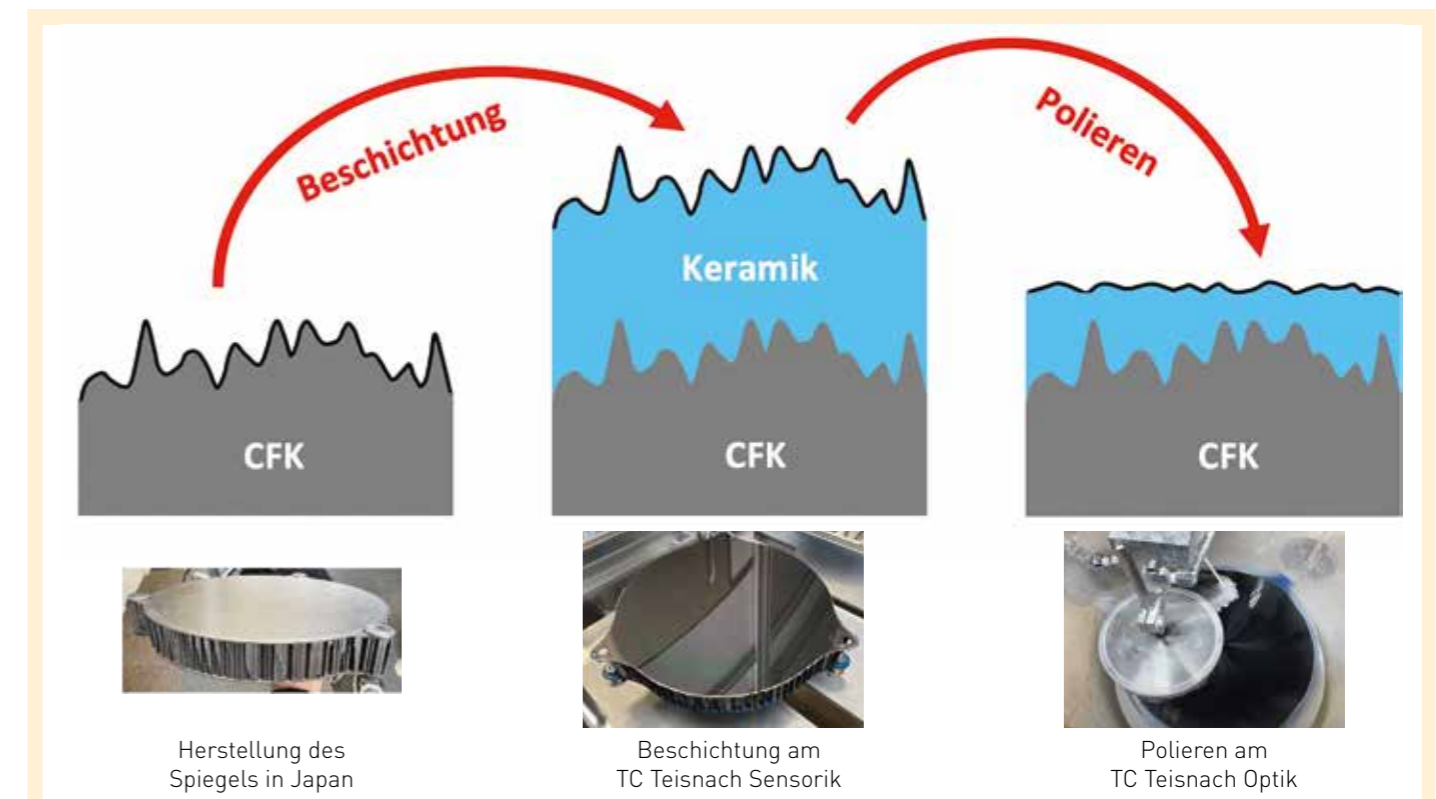 Beschichtung
Polieren
Keramik
CFK
CFK
CFK
Herstellung des
Spiegels in Japan
Beschichtung am
TC Teisnach Sensorik
Polieren am
TC Teisnach Optik